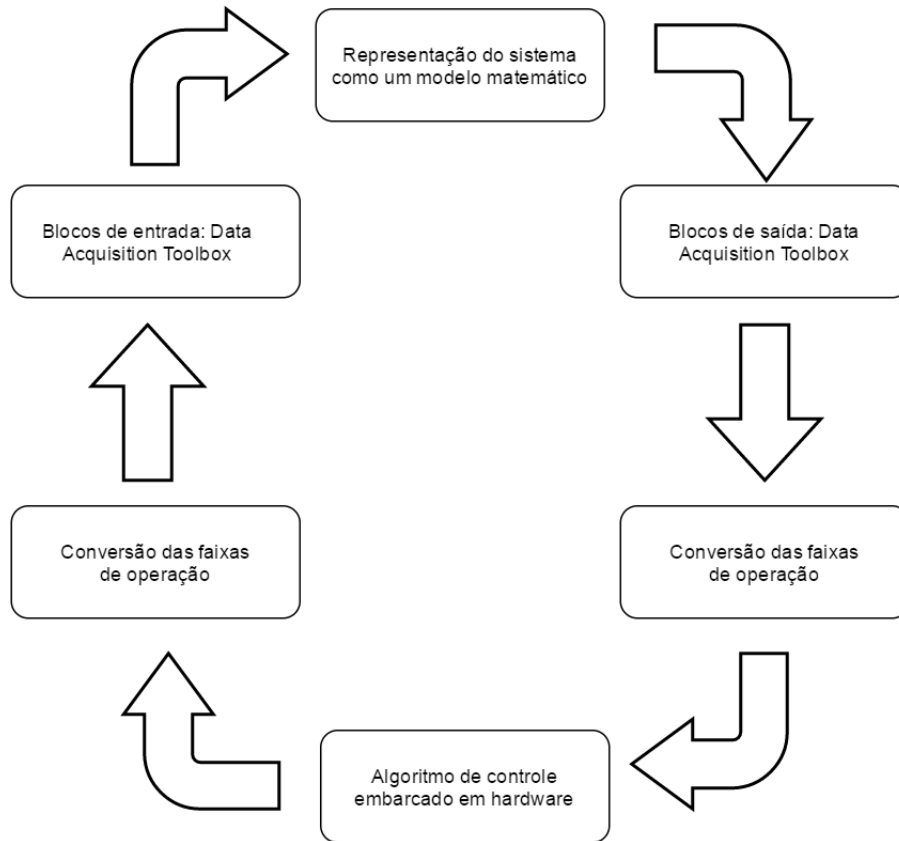 Representação do sistema
como um modelo matemático
Blocos de entrada: Data
Acquisition Toolbox
Blocos de saída: Data
Acquisition Toolbox
Conversão das faixas
de operação
Conversão das faixas
de operação
Algoritmo de controle
embarcado em hardware